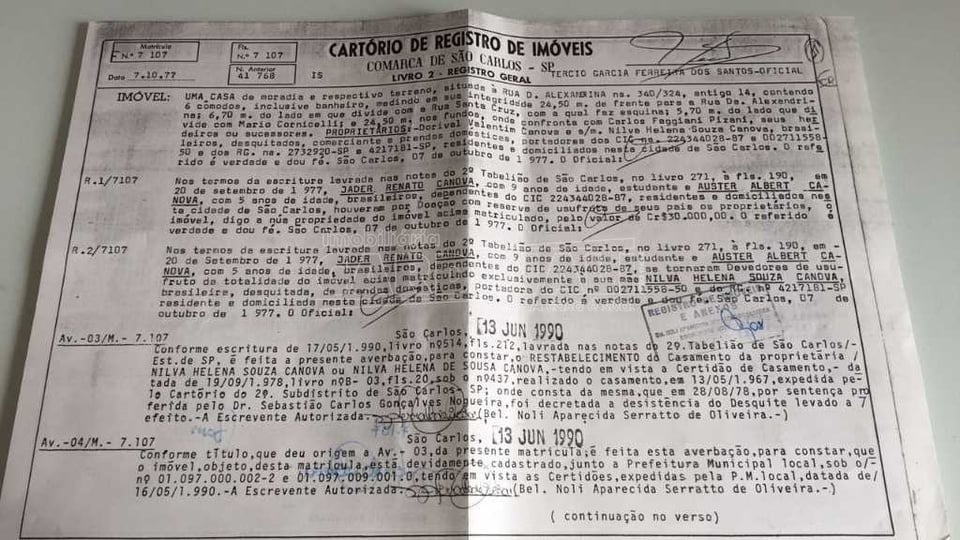 CARTÓRIO DE REGISTRO DE IMÓVEIS
COMARCA DE SÃO CARLOS - SP
LIVRO 2 - REGISTRO GERAL
TERCIO GARCIA FERREIRA DOS SANTOS-OFICIAL
Matrícula
N.º 7 107
Fls.
N.º 7 107
Data 7.10.77
N. Anterior
41 768
IS
IMÓVEL: UMA CASA de moradia e respectivo terreno, situada à RUA D. ALEXANDRINA ns. 340/324, antigo 14, contendo
6 cômodos, inclusive banheiro, medindo em sua integridade 24,50 m. de frente para a Rua Da. Alexandri-
na; 6,70 m. do lado em que divide com a Rua Santa Cruz, com a qual faz esquina; 5,70 m. do lado que di
vide com Mario Cornicelli; e 24,50 m. nos fundos, onde confronta com Carlos Faggiani Pizani, seus her
deiros ou sucessores. PROPRIETÁRIOS:-Dorival Valentim Canova e s/m. Nilva Helena Souza Canova, brasi-
leiros, desquitados, comerciante e prendas domésticas, portadores dos CIC ns. 224344028-87 e 002711558-
50 e dos RG. ns. 2732920-SP e 4217181-SP, residentes e domiciliados nesta cidade de São Carlos. O refe
rido é verdade e dou fé. São Carlos, 07 de outubro de 1 977. O Oficial:
R.1/7107 Nos termos da escritura lavrada nas notas do 2º Tabelião de São Carlos, no livro 271, à fls. 190, em
20 de setembro de 1 977, JADER RENATO CANOVA, com 9 anos de idade, estudante e AUSTER ALBERT CA-
NOVA, com 5 anos de idade, brasileiros, dependentes do CIC 224344028-87, residentes e domiciliados nes
ta cidade de São Carlos, houveram por Doação com reserva de usufruto de seus pais os proprietários, o
imóvel, digo a nua propriedade do imóvel acima matriculado, pelo valor de Cr$30.000,00. O referido é
verdade e dou fé. São Carlos, 07 de outubro de 1 977. O Oficial:
R.2/7107 Nos termos da escritura lavrada nas notas do 2º Tabelião de São Carlos, no livro 271, à fls. 190, em-
20 de Setembro de 1 977, JADER RENATO CANOVA, com 9 anos de idade, estudante e AUSTER ALBERT CA
NOVA, com 5 anos de idade, brasileiros, dependentes do CIC 224344028-87, se tornaram Devedores de usu-
fruto da totalidade do imóvel acima matriculado exclusivamente à sua mãe NILVA HELENA SOUZA CANOVA,
brasileira, desquitada, de prendas domésticas, portadora do CIC nº 002711558-50 e do RG. nº 4217181-SP
residente e domiciliada nesta cidade de São Carlos. O referido é verdade e dou fé. São Carlos, 07 de
outubro de 1 977. O Oficial:
imobiliária
REGISTRO DE
E ANEXOS
Av.-03/M.- 7.107 São Carlos, 13 JUN 1990
Conforme escritura de 17/05/1.990, livro nº514, fls.212, lavrada nas notas do 2º.Tabelião de São Carlos/-
Est.de SP, é feita a presente averbação, para constar, o RESTABELECIMENTO do Casamento da proprietária /
NILVA HELENA SOUZA CANOVA ou NILVA HELENA DE SOUSA CANOVA,-tendo em vista a Certidão de Casamento,- da
tada de 19/09/1.978, livro nºB- 03, fls.20, sob o nº437, realizado o casamento, em 13/05/1.967, expedida pe-
lo Cartório do 2º. Subdistrito de São Carlos- SP; onde consta da mesma, que em 28/08/78, por sentença pro
ferida pelo Dr. Sebastião Carlos Gonçalves Nogueira, foi decretada a desistência do Desquite levado a 7
efeito.-A Escrevente Autorizada: (Bel. Noli Aparecida Serratto de Oliveira.-)
Av.-04/M.- 7.107 São Carlos, 13 JUN 1990
Conforme título, que deu origem a Av.- 03, da presente matrícula; é feita esta averbação, para constar, que
o imóvel, objeto, desta matrícula, está devidamente cadastrado, junto a Prefeitura Municipal local, sob o/-
nº 01.097.000.002-2 e 01.097.009.001.0, tendo em vista as Certidões, expedidas pela P.M. local, datada de/
16/05/1.990.-A Escrevente Autorizada: (Bel. Noli Aparecida Serratto de Oliveira.-)
( continuação no verso)